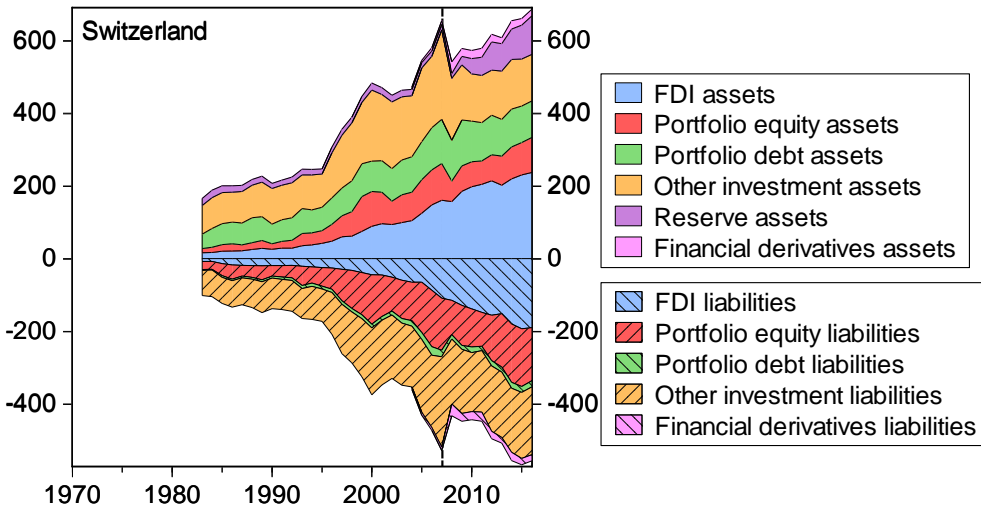 Switzerland
600
400
200
0
-200
-400
600
400
200
0
-200
-400
1970
1980
1990
2000
2010
FDI assets
Portfolio equity assets
Portfolio debt assets
Other investment assets
Reserve assets
Financial derivatives assets
FDI liabilities
Portfolio equity liabilities
Portfolio debt liabilities
Other investment liabilities
Financial derivatives liabilities